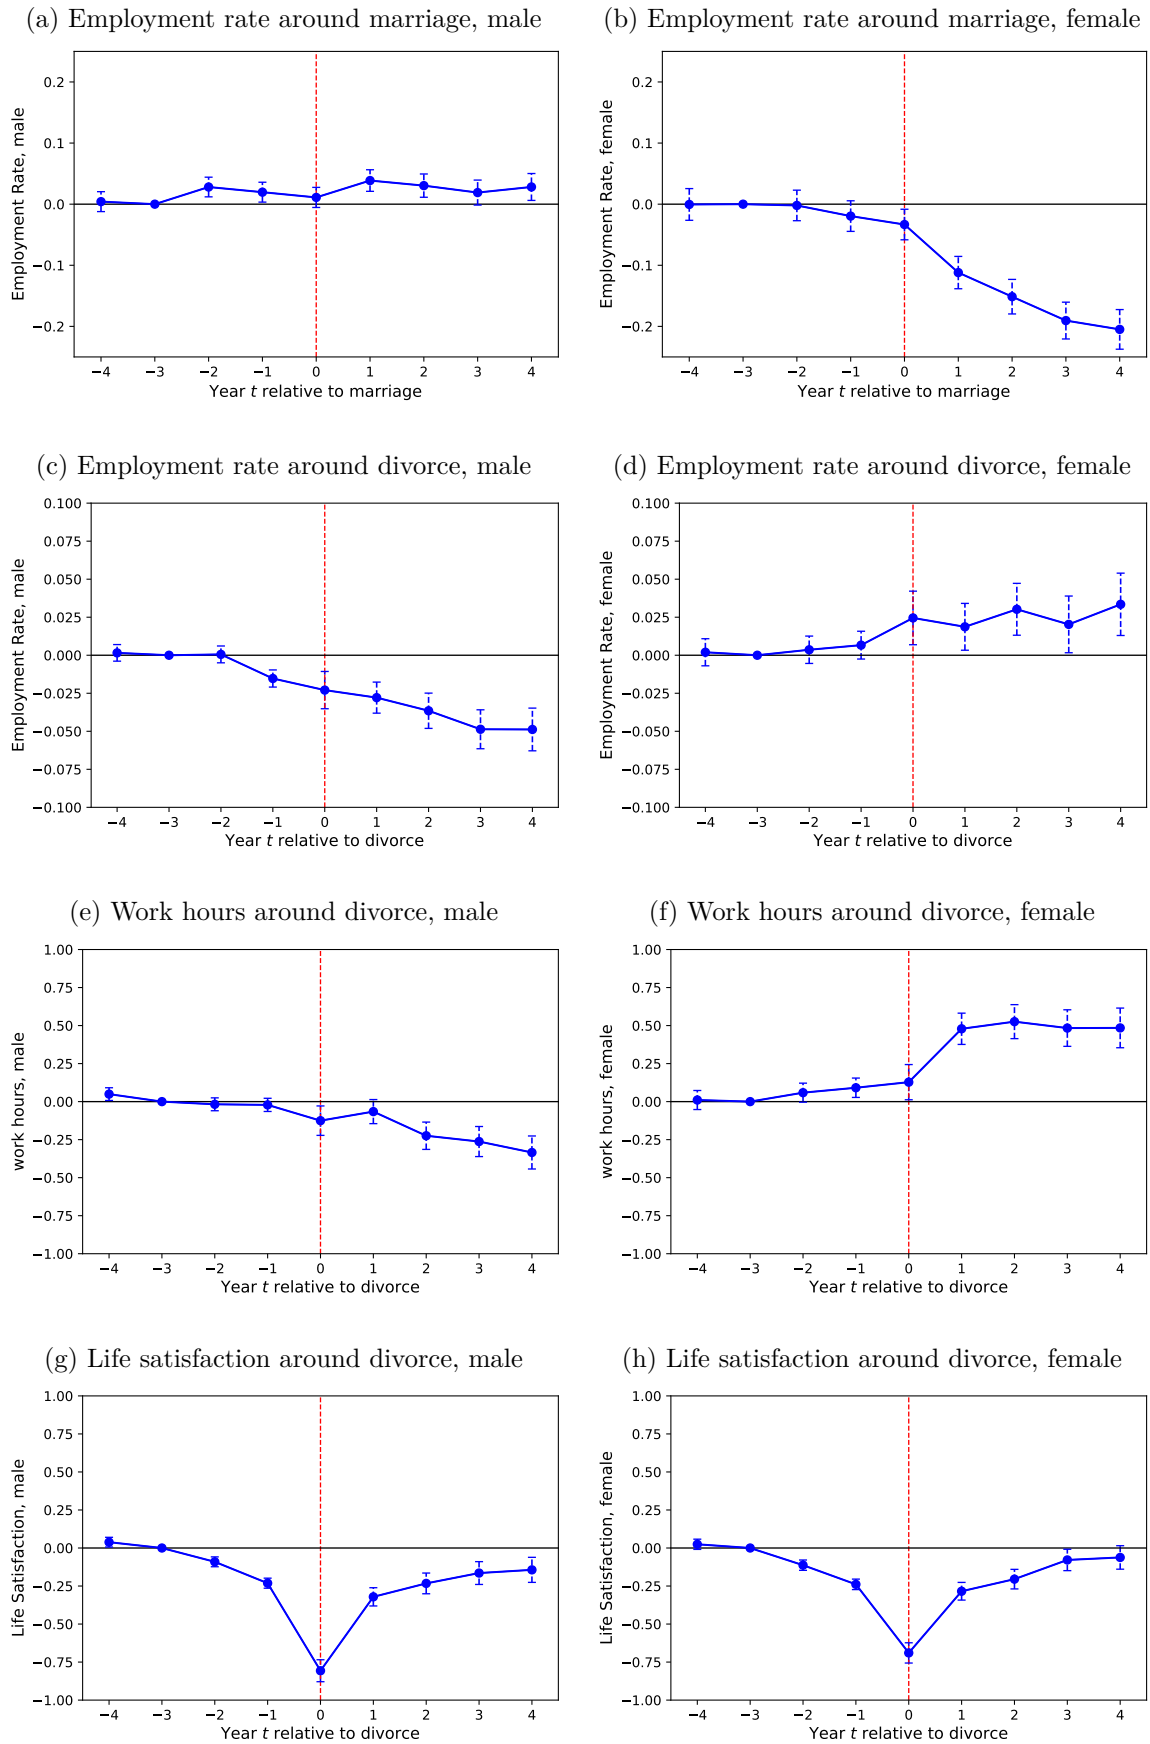 (a) Employment rate around marriage, male
(b) Employment rate around marriage, female
Employment Rate, male
0.2
0.1
0.0
−0.1
−0.2
−4 −3 −2 −1 0 1 2 3 4
Year t relative to marriage
Employment Rate, female
0.2
0.1
0.0
−0.1
−0.2
−4 −3 −2 −1 0 1 2 3 4
Year t relative to marriage
(c) Employment rate around divorce, male
(d) Employment rate around divorce, female
Employment Rate, male
0.100
0.075
0.050
0.025
0.000
−0.025
−0.050
−0.075
−0.100
−4 −3 −2 −1 0 1 2 3 4
Year t relative to divorce
Employment Rate, female
0.100
0.075
0.050
0.025
0.000
−0.025
−0.050
−0.075
−0.100
−4 −3 −2 −1 0 1 2 3 4
Year t relative to divorce
(e) Work hours around divorce, male
(f) Work hours around divorce, female
work hours, male
1.00
0.75
0.50
0.25
0.00
−0.25
−0.50
−0.75
−1.00
−4 −3 −2 −1 0 1 2 3 4
Year t relative to divorce
work hours, female
1.00
0.75
0.50
0.25
0.00
−0.25
−0.50
−0.75
−1.00
−4 −3 −2 −1 0 1 2 3 4
Year t relative to divorce
(g) Life satisfaction around divorce, male
(h) Life satisfaction around divorce, female
Life Satisfaction, male
1.00
0.75
0.50
0.25
0.00
−0.25
−0.50
−0.75
−1.00
−4 −3 −2 −1 0 1 2 3 4
Year t relative to divorce
Life Satisfaction, female
1.00
0.75
0.50
0.25
0.00
−0.25
−0.50
−0.75
−1.00
−4 −3 −2 −1 0 1 2 3 4
Year t relative to divorce